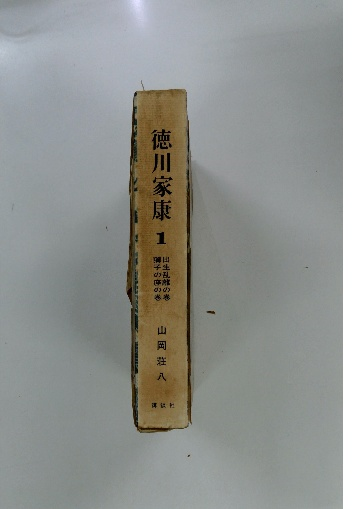 徳川家康
1
出生乱離の巻
獅子の座の巻
山岡荘八
講談社